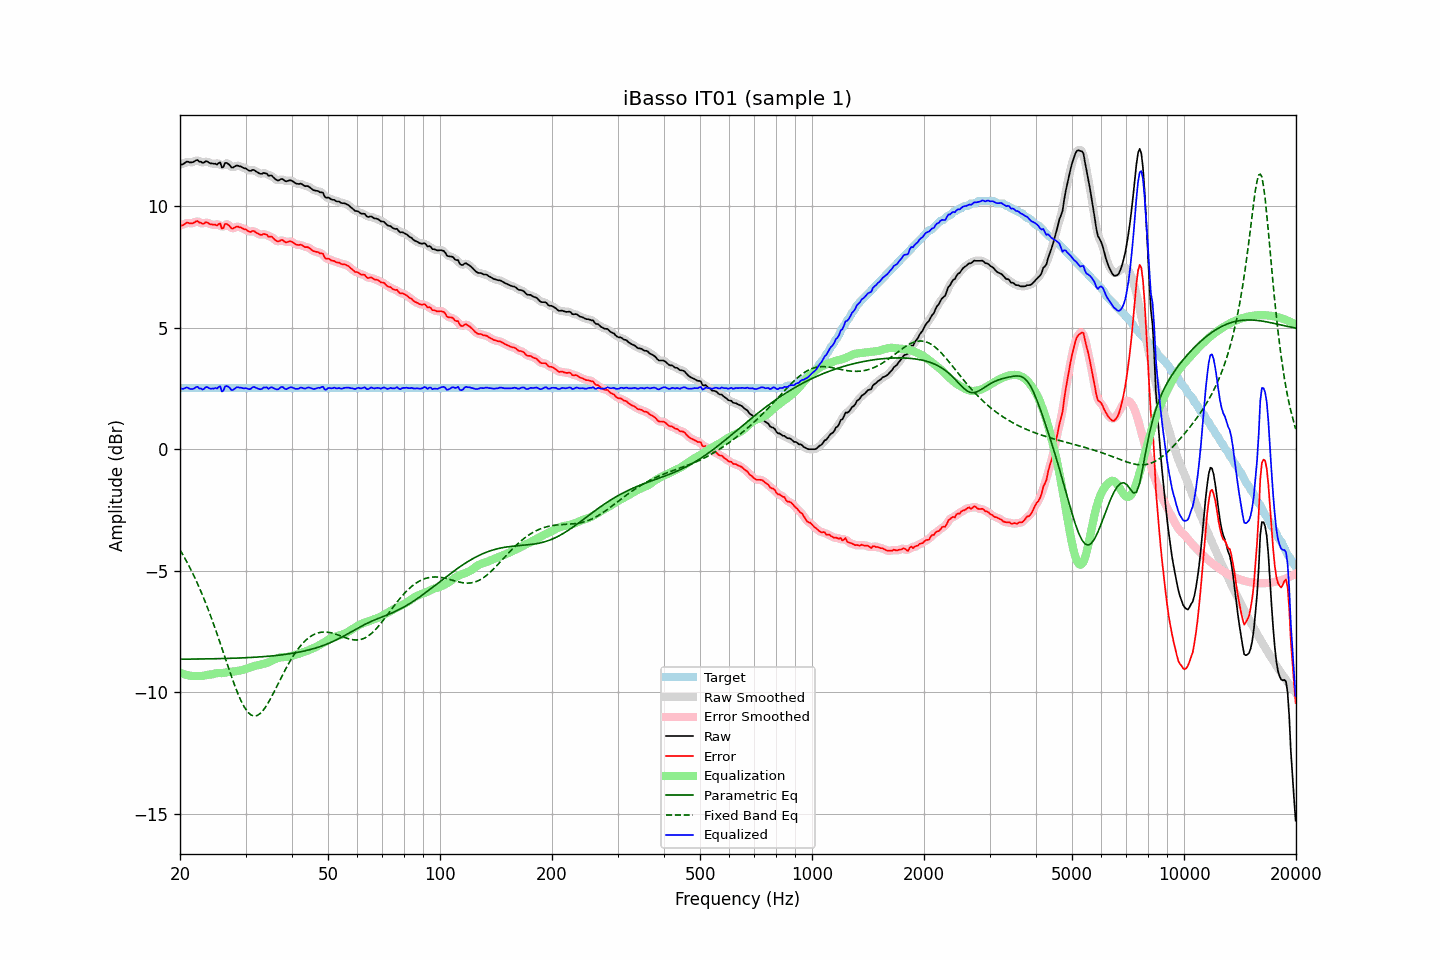 iBasso IT01 (sample 1)
Amplitude (dBr)
10
5
0
−5
−10
−15
Target
Raw Smoothed
Error Smoothed
Raw
Error
Equalization
Parametric Eq
Fixed Band Eq
Equalized
20 50 100 200 500 1000 2000 5000 10000 20000
Frequency (Hz)